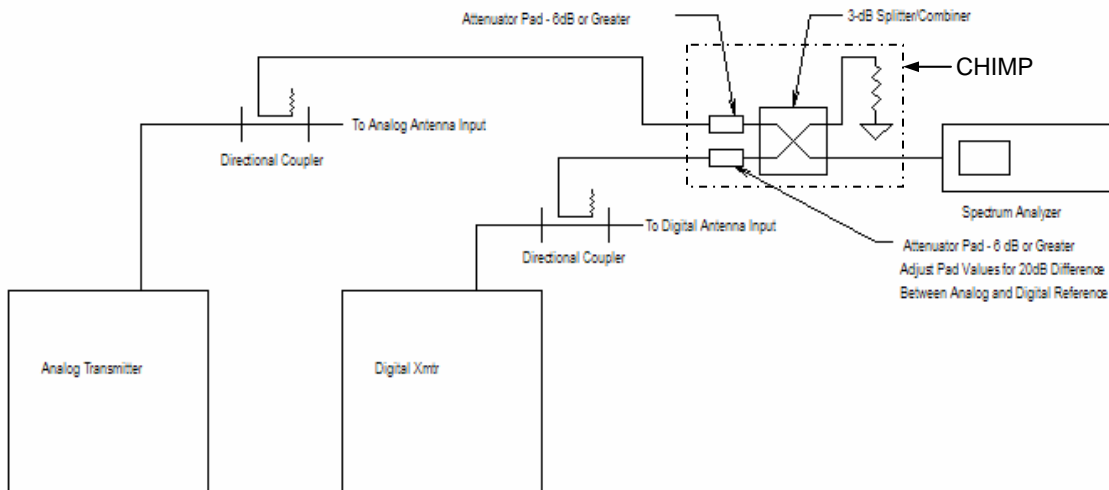 Attenuator Pad - 6dB or Greater
3-dB Splitter/Combiner
CHIMP
To Analog Antenna Input
Directional Coupler
To Digital Antenna Input
Directional Coupler
Spectrum Analyzer
Attenuator Pad - 6 dB or Greater
Adjust Pad Values for 20dB Difference
Between Analog and Digital Reference
Analog Transmitter
Digital Xmtr